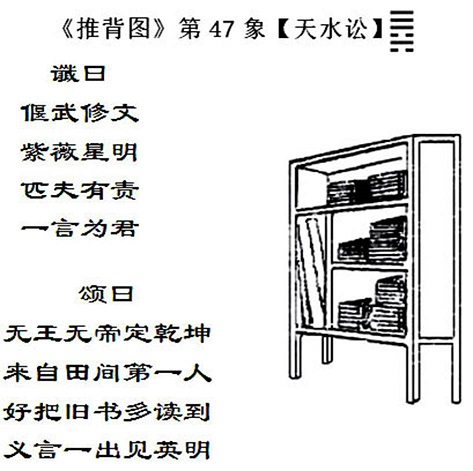 《推背图》第 47 象【天水讼】䷅
谶曰
偃武修文
紫薇星明
匹夫有责
一言为君
颂曰
无王无帝定乾坤
来自田间第一人
好把旧书多读到
义言一出见英明